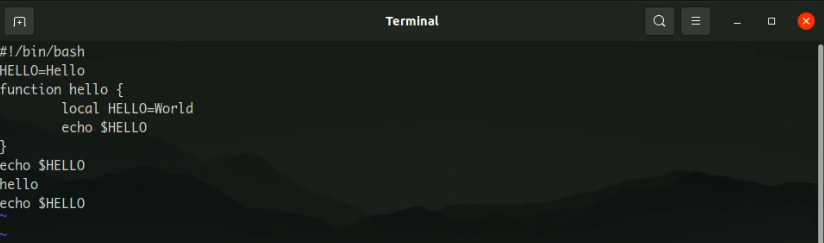 Terminal
#!/bin/bash
HELLO=Hello
function hello {
        local HELLO=World
        echo $HELLO
}
echo $HELLO
hello
echo $HELLO
~
~